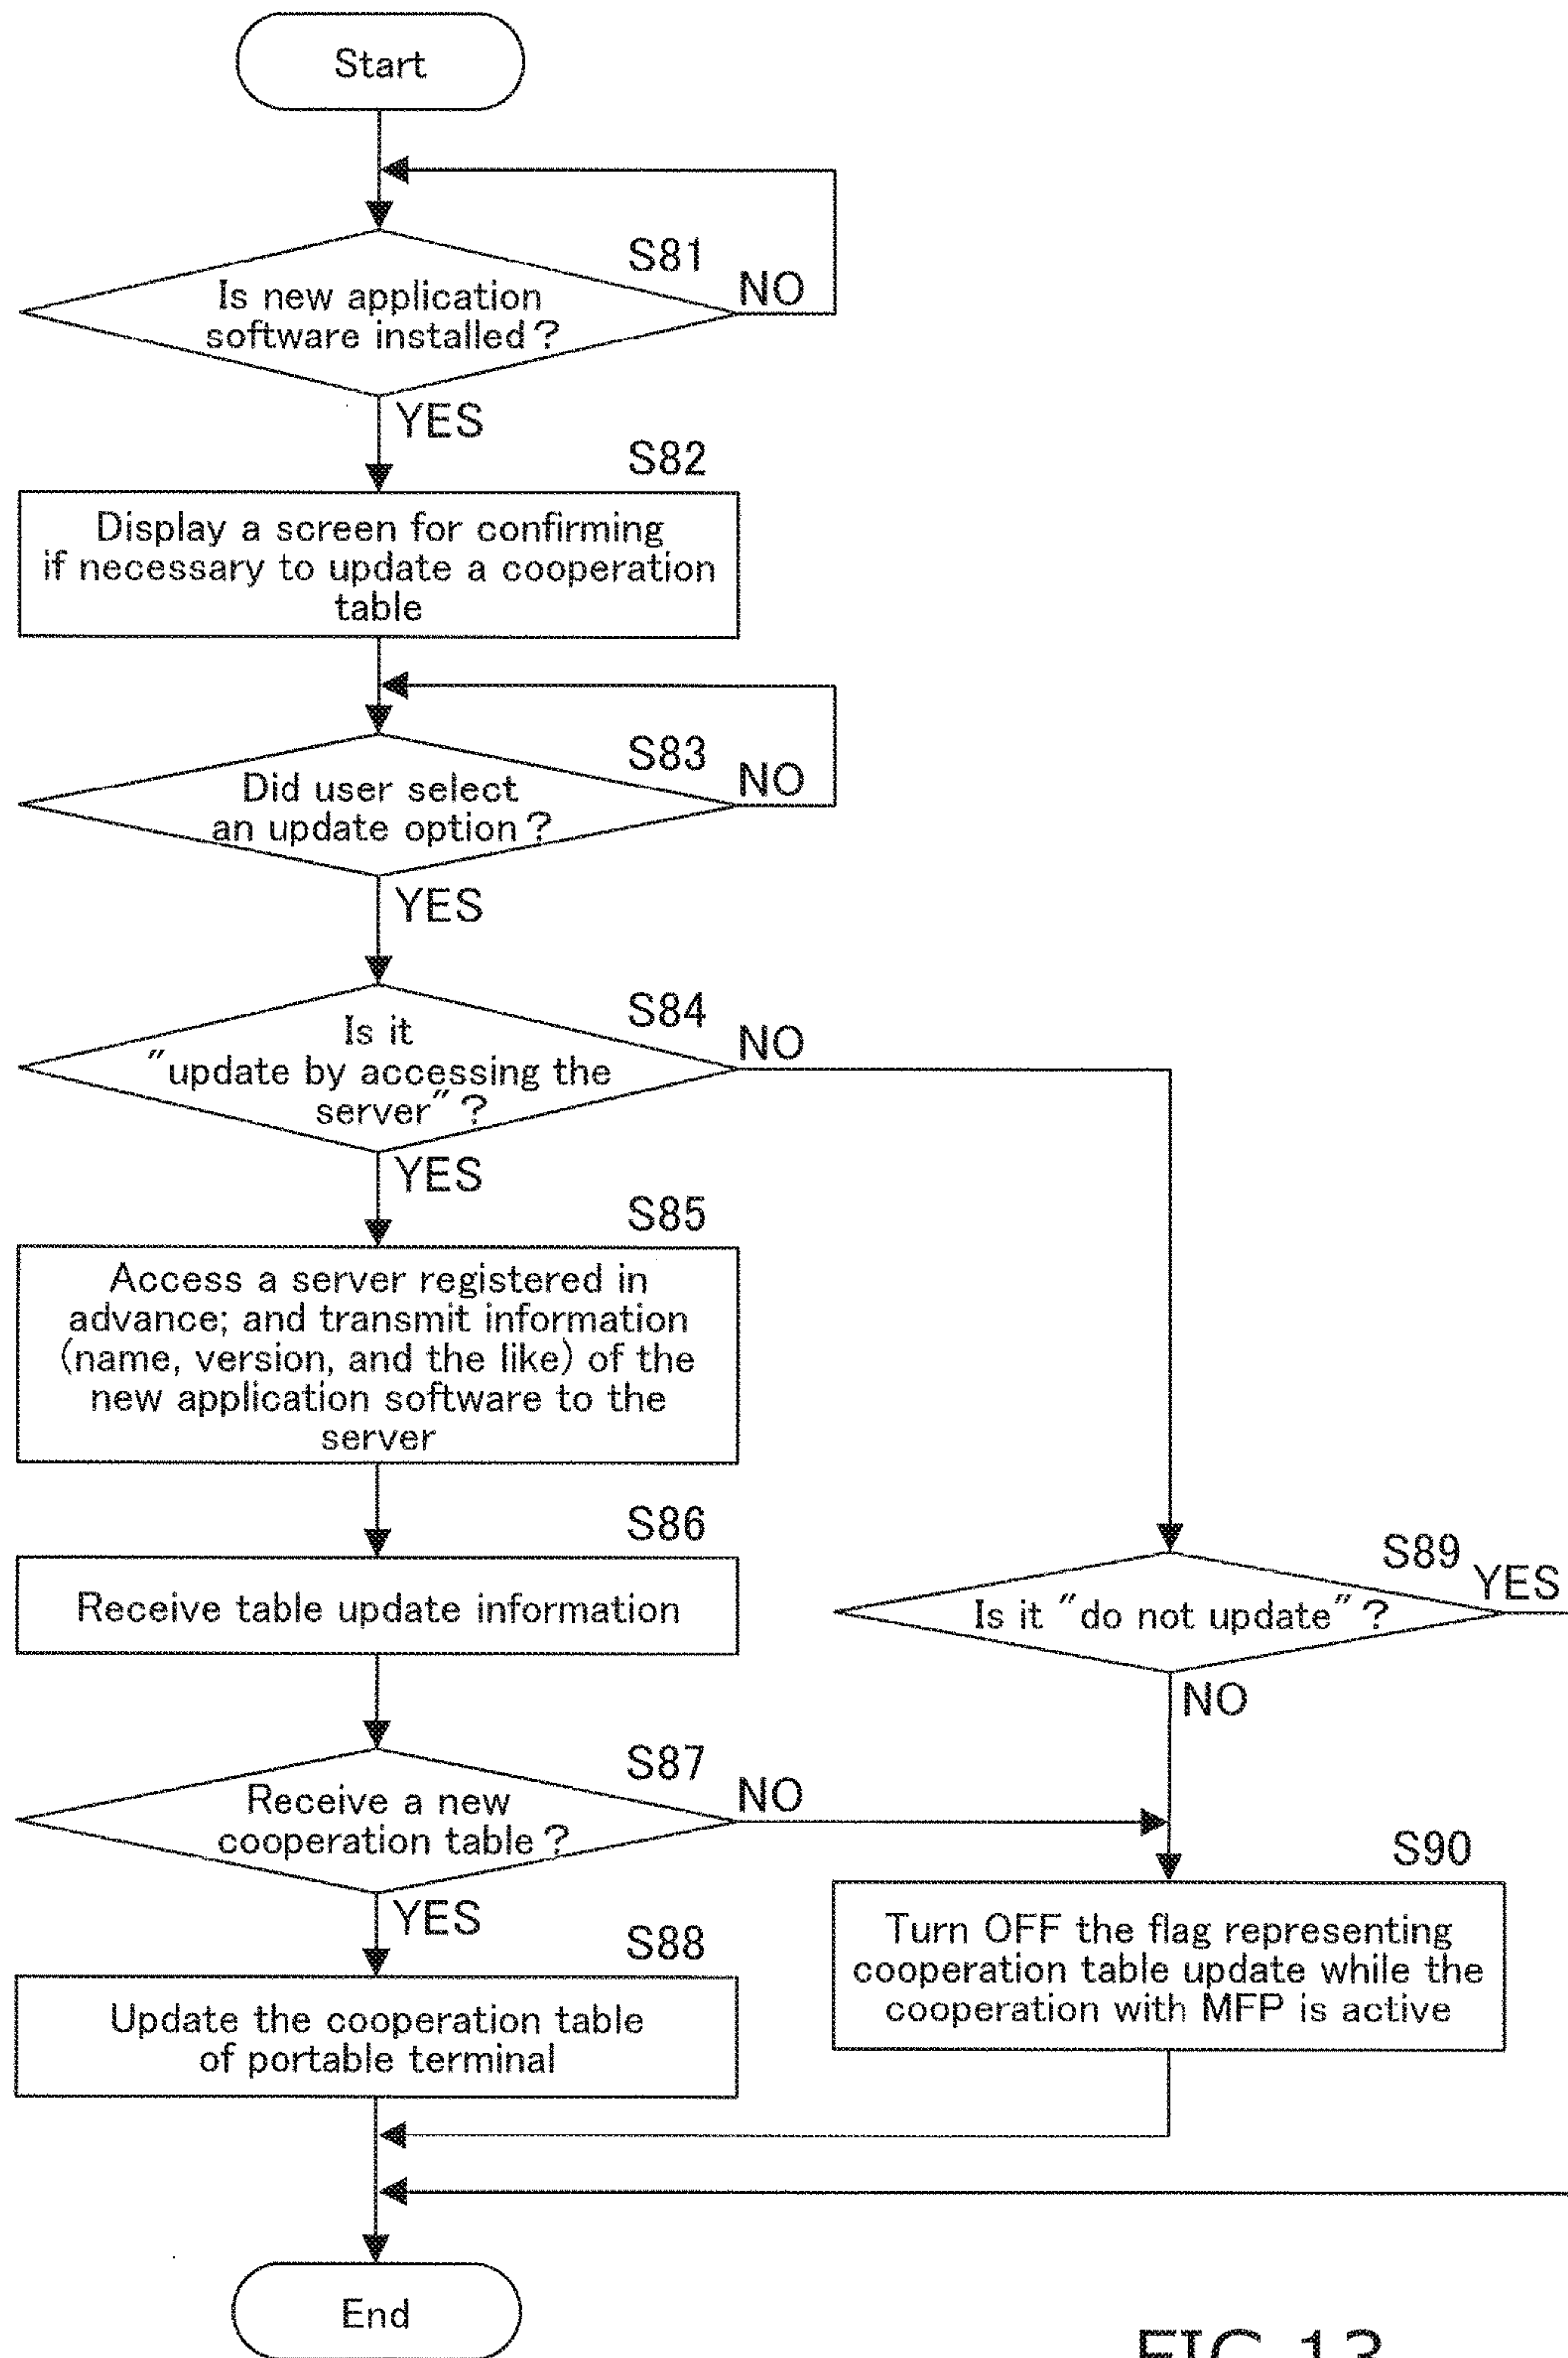 Start
S81
NO
Is new application
software installed?
YES
S82
Display a screen for confirming
if necessary to update a cooperation
table
S83
NO
Did user select
an update option?
YES
S84
NO
Is it
"update by accessing the
server"?
YES
S85
Access a server registered in
advance; and transmit information
(name, version, and the like) of the
new application software to the
server
S86
Receive table update information
S89
YES
Is it "do not update"?
NO
S87
NO
Receive a new
cooperation table?
YES
S88
Update the cooperation table
of portable terminal
S90
Turn OFF the flag representing
cooperation table update while the
cooperation with MFP is active
End
FIG.13